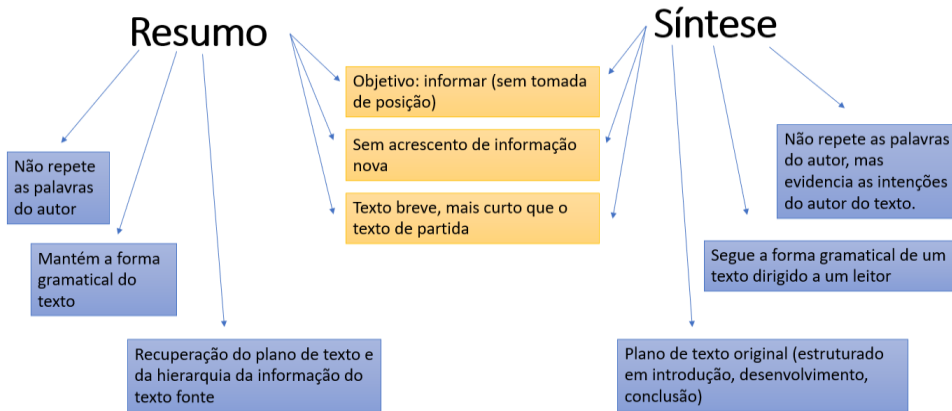 Resumo
Síntese
Objetivo: informar (sem tomada
de posição)
Sem acrescento de informação
nova
Texto breve, mais curto que o
texto de partida
Não repete
as palavras
do autor
Mantém a forma
gramatical do
texto
Recuperação do plano de texto e
da hierarquia da informação do
texto fonte
Não repete as palavras
do autor, mas
evidencia as intenções
do autor do texto.
Segue a forma gramatical de um
texto dirigido a um leitor
Plano de texto original (estruturado
em introdução, desenvolvimento,
conclusão)